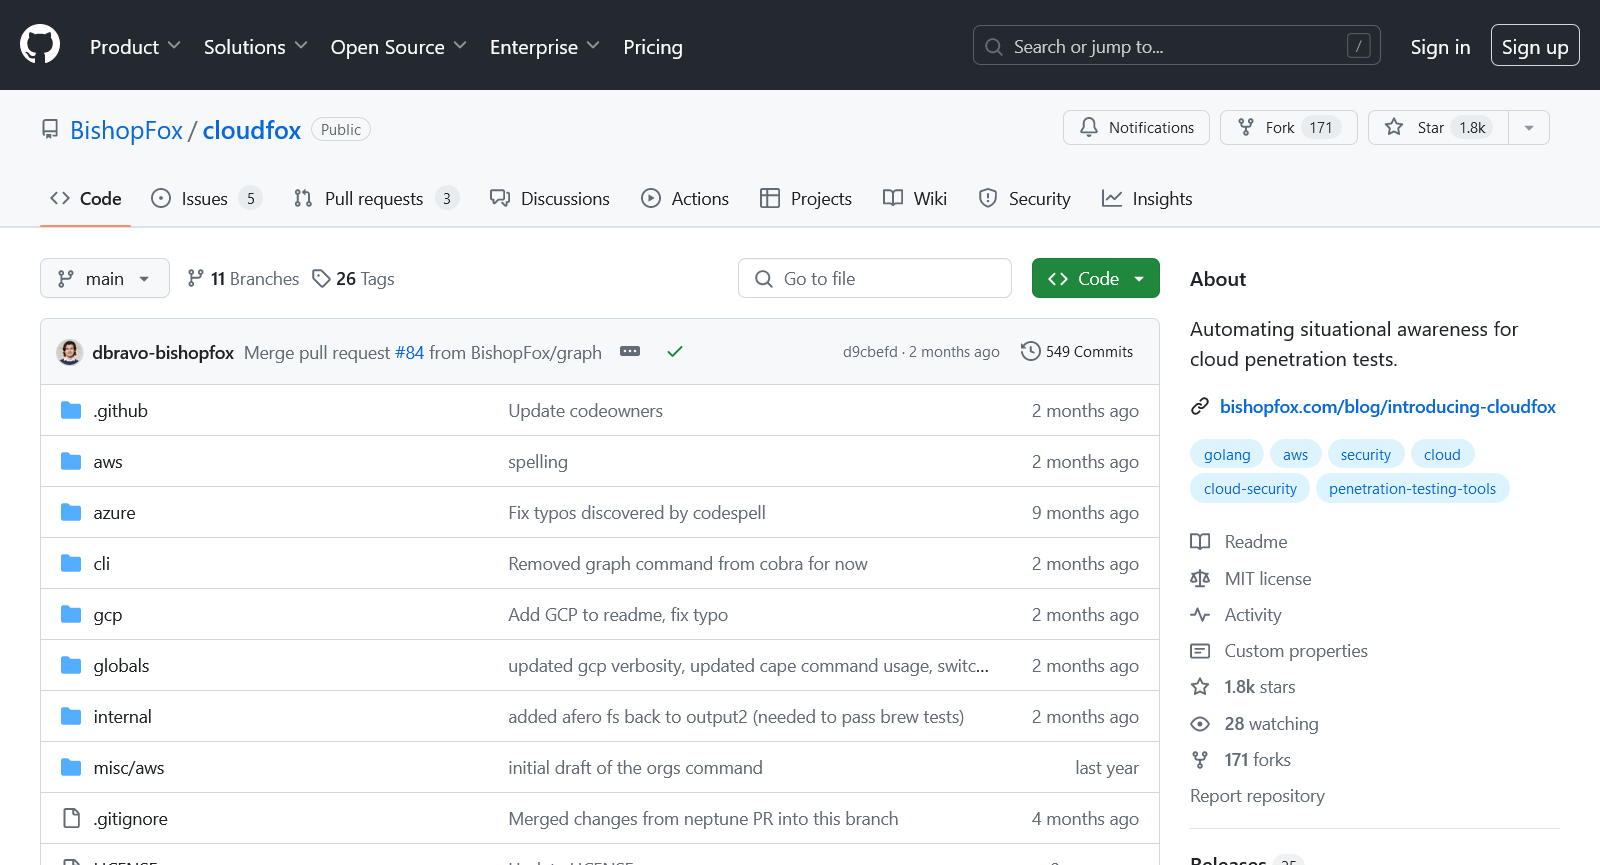 Product Solutions Open Source Enterprise Pricing Search or jump to... / Sign in Sign up
BishopFox / cloudfox Public Notifications Fork 171 Star 1.8k
Code Issues 5 Pull requests 3 Discussions Actions Projects Wiki Security Insights
main 11 Branches 26 Tags Go to file Code
dbravo-bishopfox Merge pull request #84 from BishopFox/graph d9cbefd · 2 months ago 549 Commits
.github Update codeowners 2 months ago
aws spelling 2 months ago
azure Fix typos discovered by codespell 9 months ago
cli Removed graph command from cobra for now 2 months ago
gcp Add GCP to readme, fix typo 2 months ago
globals updated gcp verbosity, updated cape command usage, switc... 2 months ago
internal added afero fs back to output2 (needed to pass brew tests) 2 months ago
misc/aws initial draft of the orgs command last year
.gitignore Merged changes from neptune PR into this branch 4 months ago
LICENSE Update LICENSE
About
Automating situational awareness for
cloud penetration tests.
bishopfox.com/blog/introducing-cloudfox
golang aws security cloud
cloud-security penetration-testing-tools
Readme
MIT license
Activity
Custom properties
1.8k stars
28 watching
171 forks
Report repository
Releases 25